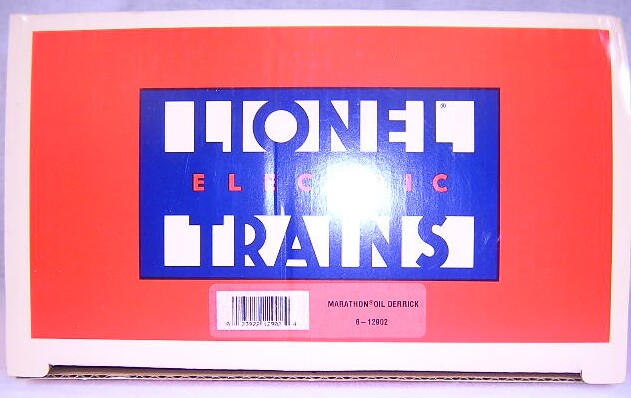 LIONEL®
ELECTRIC
TRAINS
MARATHON® OIL DERRICK
6-12902